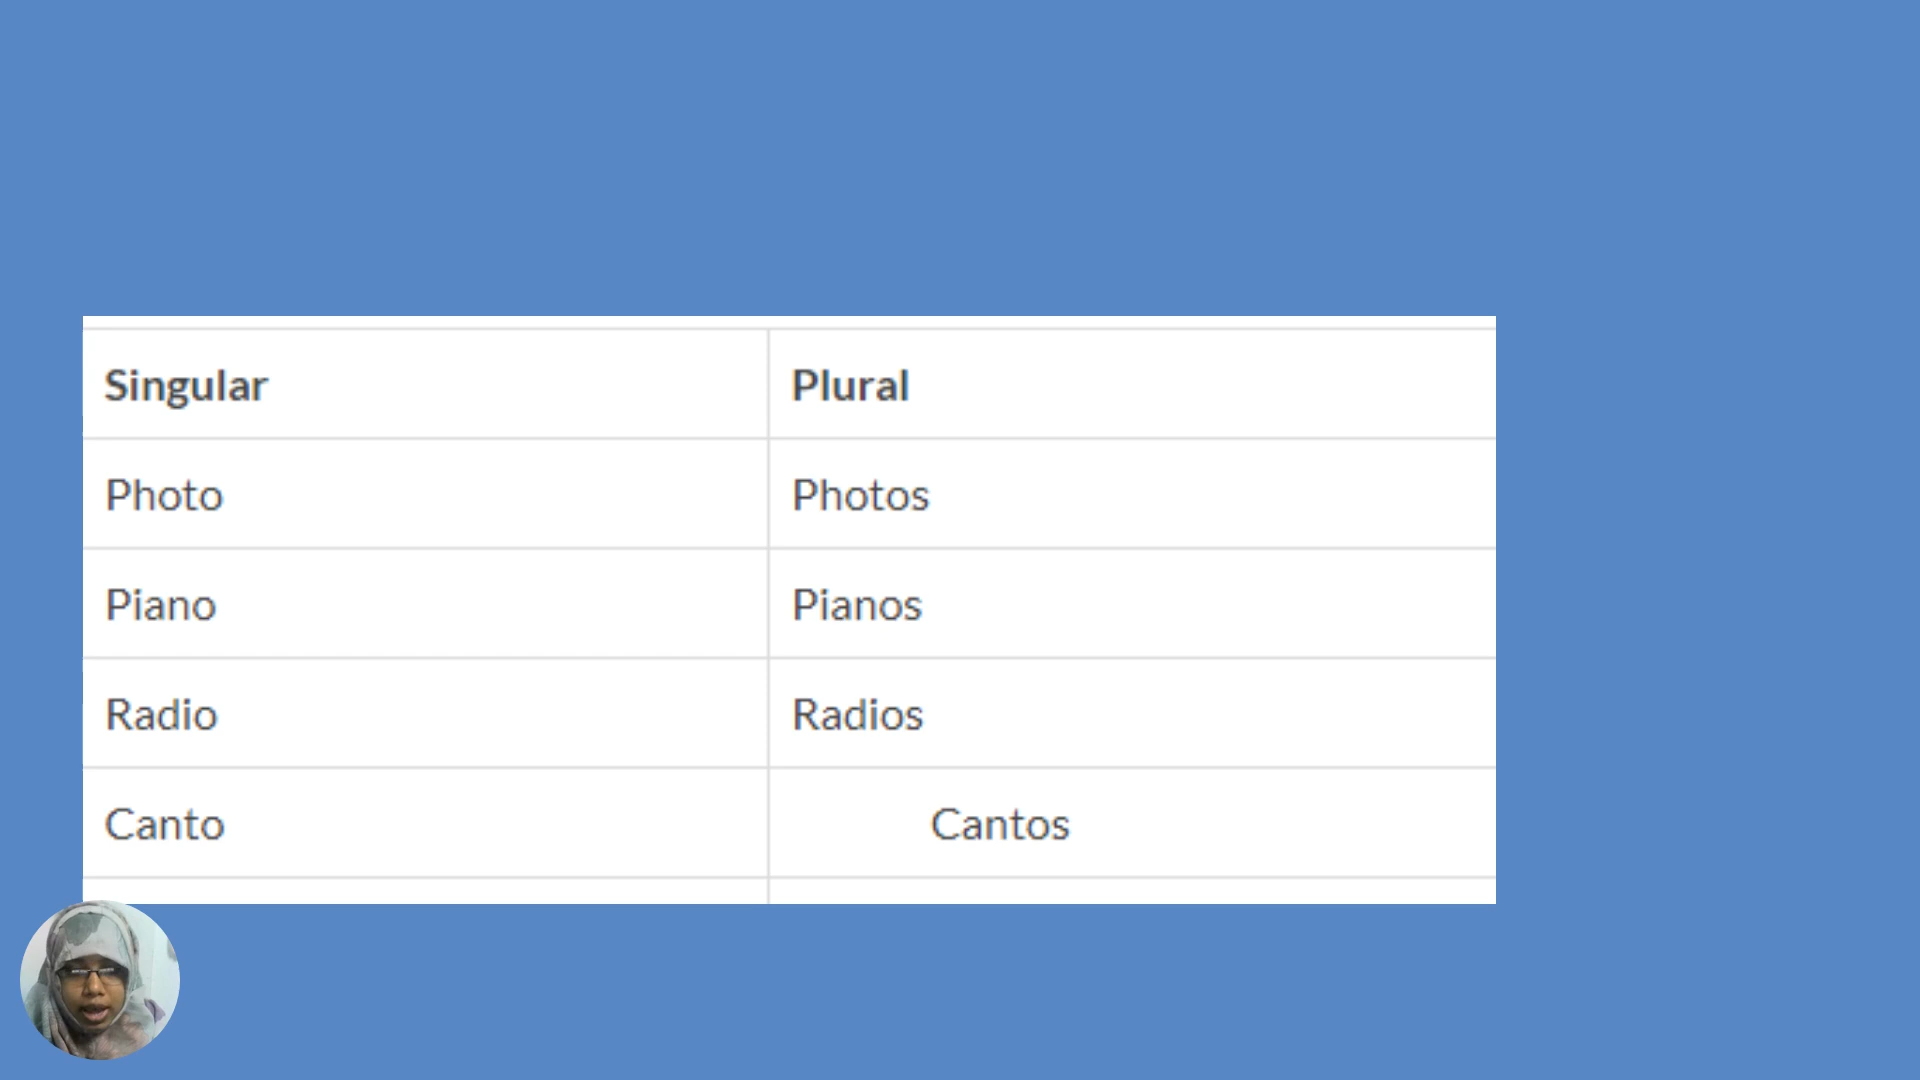 Singular Plural
Photo Photos
Piano Pianos
Radio Radios
Canto Cantos